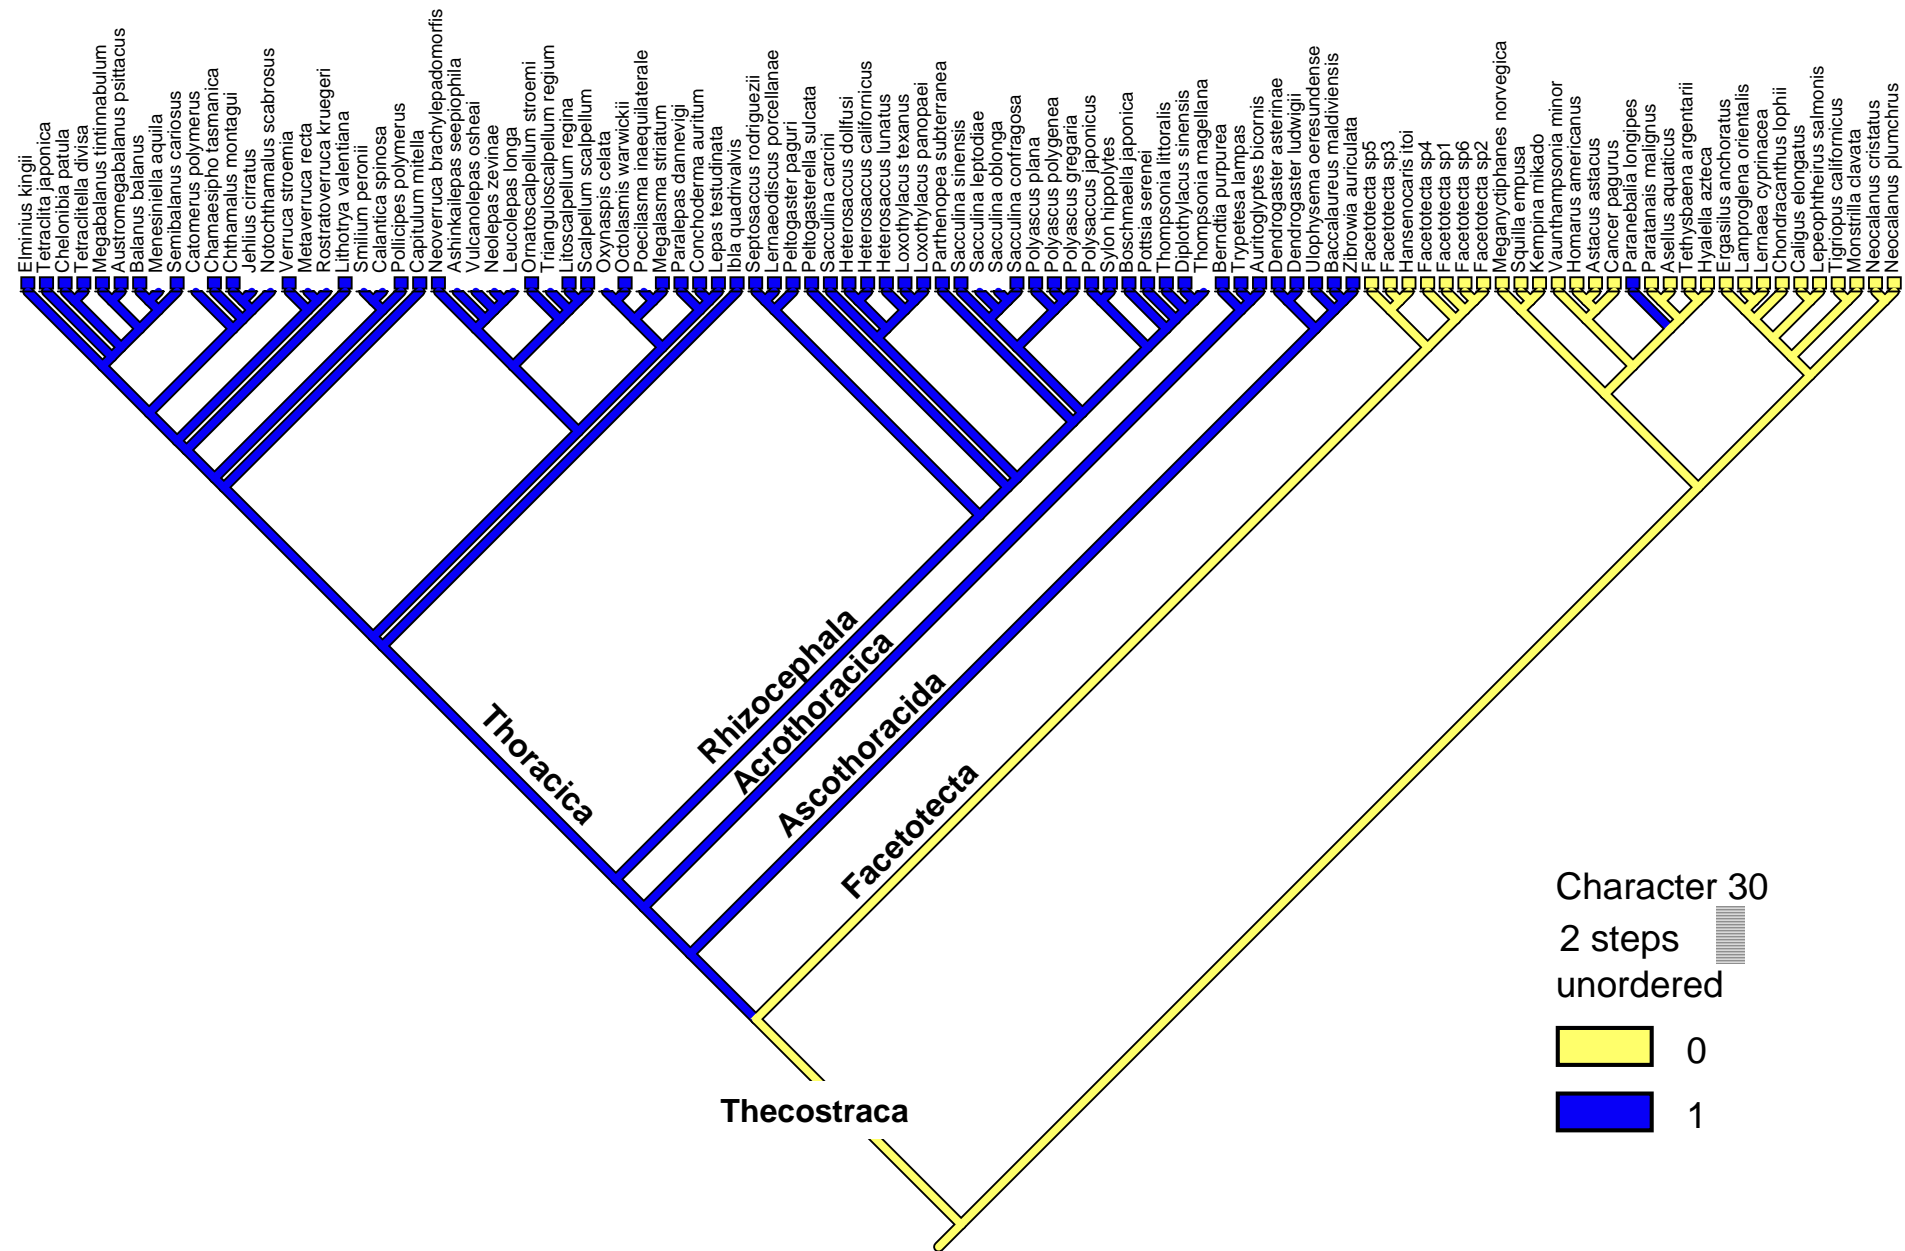 Elminius kingii
Tetraclita japonica
Chelonibia patula
Tetraclitella divisa
Megabalanus tintinnabulum
Austromegabalanus psittacus
Balanus balanus
Menesiniella aquila
Semibalanus cariosus
Catomerus polymerus
Chamaesipho tasmanica
Chthamalus montagui
Jehlius cirratus
Notochthamalus scabrosus
Verruca stroemia
Metaverruca recta
Rostratoverruca kruegeri
Lithotrya valentiana
Smilium peronii
Calantica spinosa
Pollicipes polymerus
Capitulum mitella
Neoverruca brachylepadomorfis
Ashinkailepas seepiophila
Vulcanolepas osheai
Neolepas zevinae
Leucolepas longa
Ornatoscalpellum stroemi
Trianguloscalpellum regium
Litoscalpellum regina
Scalpellum scalpellum
Oxynaspis celata
Octolasmis warwickii
Poecilasma inaequilaterale
Megalasma striatum
Paralepas dannevigi
Conchoderma auritum
Lepas testudinata
Ibla quadrivalvis
Septosaccus rodriguezii
Lernaeodiscus porcellanae
Peltogaster paguri
Peltogasterella sulcata
Sacculina carcini
Heterosaccus dollfusi
Heterosaccus californicus
Heterosaccus lunatus
Loxothylacus texanus
Loxothylacus panopaei
Parthenopea subterranea
Sacculina sinensis
Sacculina leptodiae
Sacculina oblonga
Sacculina confragosa
Polyascus plana
Polyascus polygenea
Polyascus gregaria
Polysaccus japonicus
Sylon hippolytes
Boschmaella japonica
Pottsia serenei
Thompsonia littoralis
Diplothylacus sinensis
Thompsonia magellana
Berndtia purpurea
Trypetesa lampas
Auritoglyptes bicornis
Dendrogaster asterinae
Dendrogaster ludwigii
Ulophysema oeresundense
Baccalaureus maldiviensis
Zibrowia auriculata
Facetotecta sp5
Facetotecta sp3
Hansenocaris itoi
Facetotecta sp4
Facetotecta sp1
Facetotecta sp6
Facetotecta sp2
Meganyctiphanes norvegica
Squilla empusa
Kempina mikado
Vaunthampsonia minor
Homarus americanus
Astacus astacus
Cancer pagurus
Paranebalia longipes
Paratanais malignus
Asellus aquaticus
Tethysbaena argentarii
Hyalella azteca
Ergasilus anchoratus
Lamproglena orientalis
Lernaea cyprinacea
Chondracanthus lophii
Caligus elongatus
Lepeophtheirus salmonis
Tigriopus californicus
Monstrilla clavata
Neocalanus cristatus
Neocalanus plumchrus
Thoracica
Rhizocephala
Acrothoracica
Ascothoracida
Facetotecta
Thecostraca
Character 30
2 steps
unordered
0
1